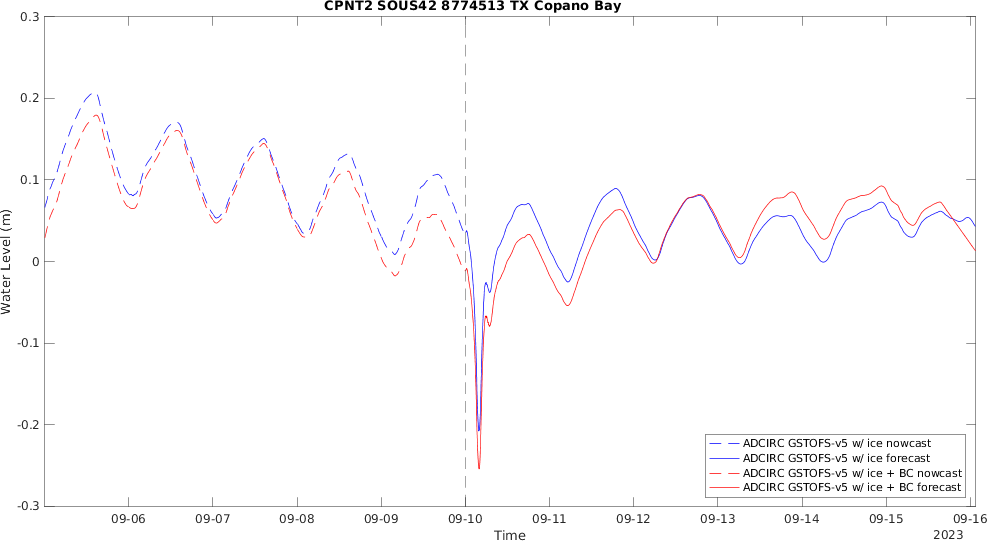 CPNT2 SOUS42 8774513 TX Copano Bay
0.3
0.2
0.1
0
-0.1
-0.2
-0.3
Water Level (m)
09-06 09-07 09-08 09-09 09-10 09-11 09-12 09-13 09-14 09-15 09-16
Time
2023
ADCIRC GSTOFS-v5 w/ ice nowcast
ADCIRC GSTOFS-v5 w/ ice forecast
ADCIRC GSTOFS-v5 w/ ice + BC nowcast
ADCIRC GSTOFS-v5 w/ ice + BC forecast